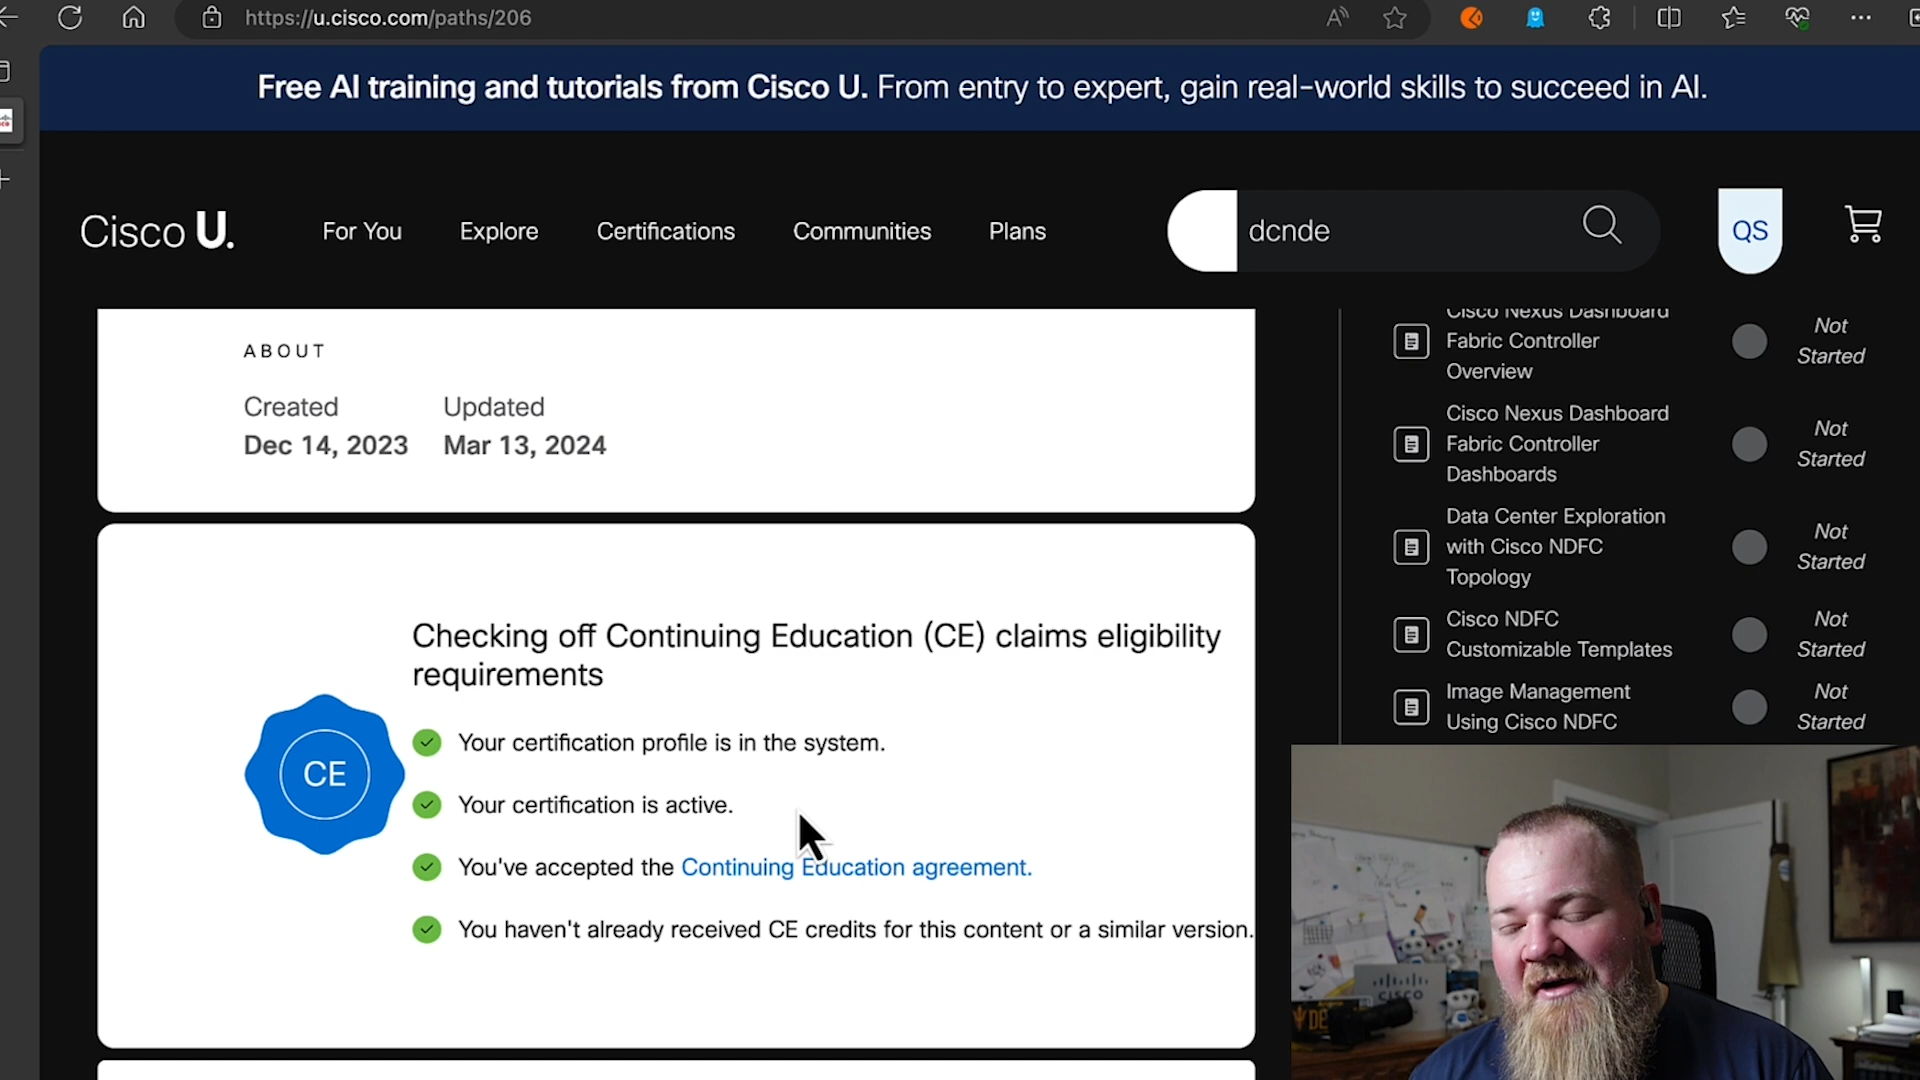 https://u.cisco.com/paths/206
Free AI training and tutorials from Cisco U. From entry to expert, gain real-world skills to succeed in AI.
Cisco U.
For You
Explore
Certifications
Communities
Plans
dcnde
QS
ABOUT
Created
Updated
Dec 14, 2023
Mar 13, 2024
Checking off Continuing Education (CE) claims eligibility
requirements
CE
Your certification profile is in the system.
Your certification is active.
You've accepted the Continuing Education agreement.
You haven't already received CE credits for this content or a similar version.
Cisco Nexus Dashboard
Fabric Controller
Overview
Not
Started
Cisco Nexus Dashboard
Fabric Controller
Dashboards
Not
Started
Data Center Exploration
with Cisco NDFC
Topology
Not
Started
Cisco NDFC
Customizable Templates
Not
Started
Image Management
Using Cisco NDFC
Not
Started
CISCO